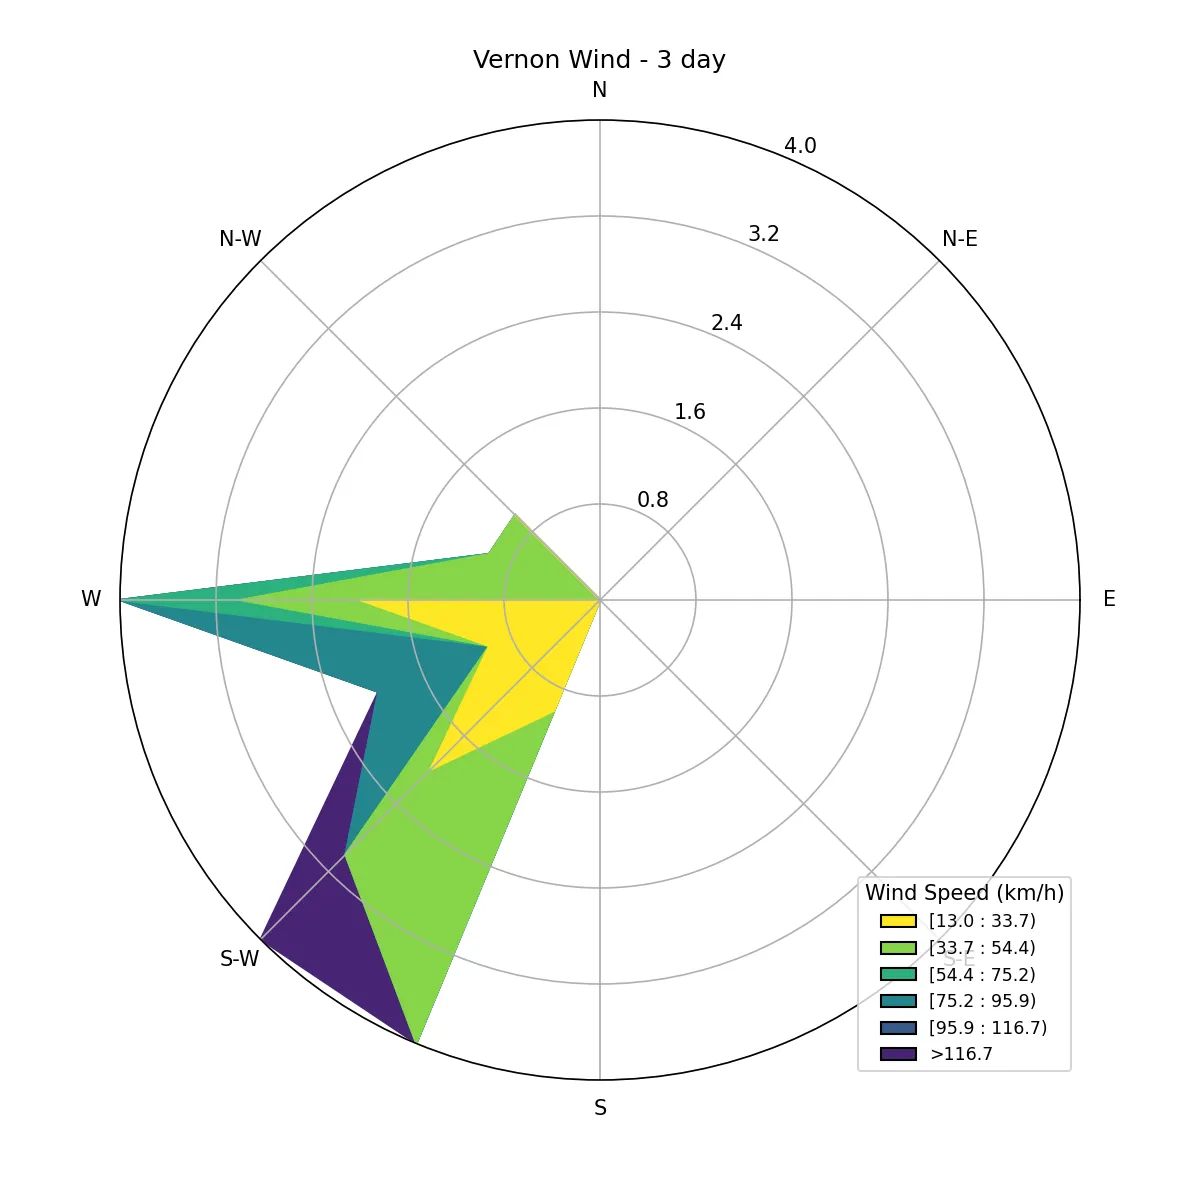 Vernon Wind - 3 day
N
4.0
N-W
3.2
N-E
2.4
1.6
0.8
W
E
S-W
S-E
S
Wind Speed (km/h)
[13.0 : 33.7)
[33.7 : 54.4)
[54.4 : 75.2)
[75.2 : 95.9)
[95.9 : 116.7)
>116.7